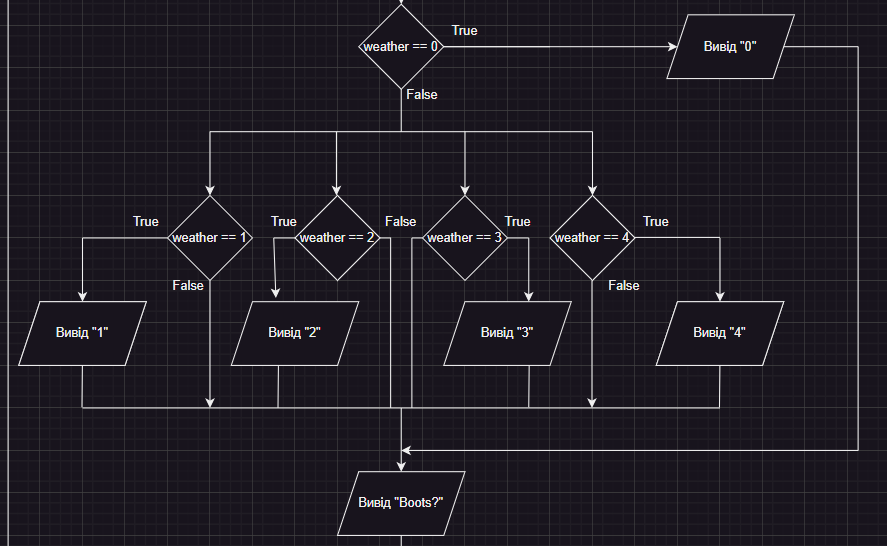 True
weather == 0
Вивід "0"
False
True
True
False
True
True
weather == 1
weather == 2
weather == 3
weather == 4
False
False
Вивід "1"
Вивід "2"
Вивід "3"
Вивід "4"
Вивід "Boots?"